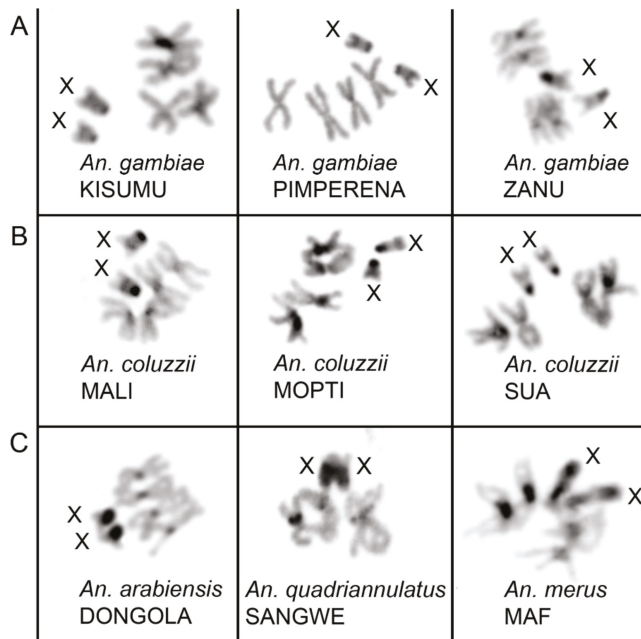 A
X
X
X
X
X
X
An. gambiae
KISUMU
An. gambiae
PIMPERENA
An. gambiae
ZANU
B
X
X
X
X
X
X
An. coluzzii
MALI
An. coluzzii
MOPTI
An. coluzzii
SUA
C
X
X
X
X
X
X
An. arabiensis
DONGOLA
An. quadriannulatus
SANGWE
An. merus
MAF